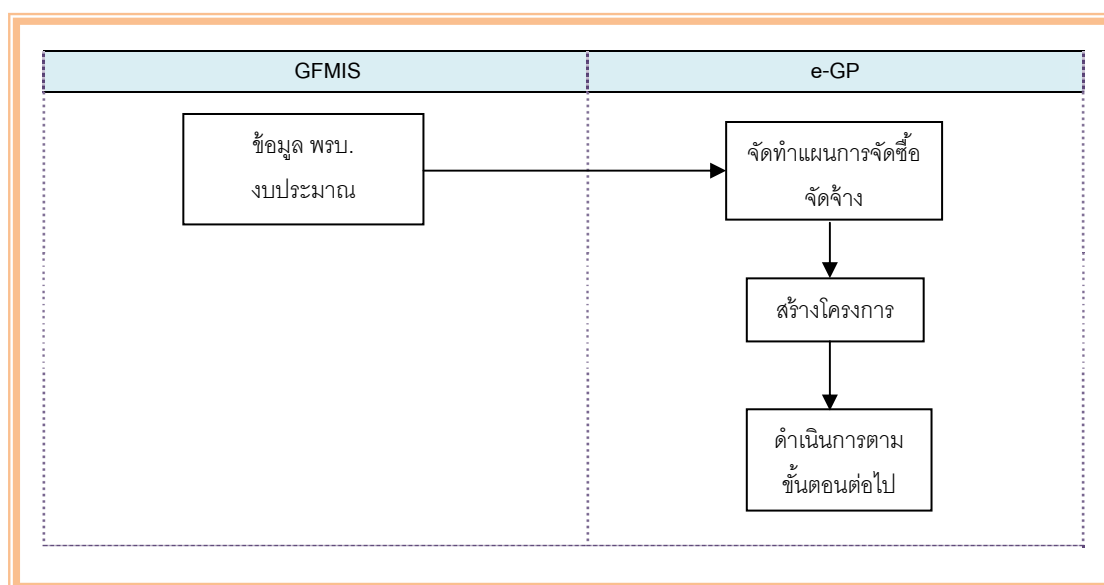 GFMIS
e-GP
ข้อมูล พรบ.
งบประมาณ
จัดทำแผนการจัดซื้อ
จัดจ้าง
สร้างโครงการ
ดำเนินการตาม
ขั้นตอนต่อไป